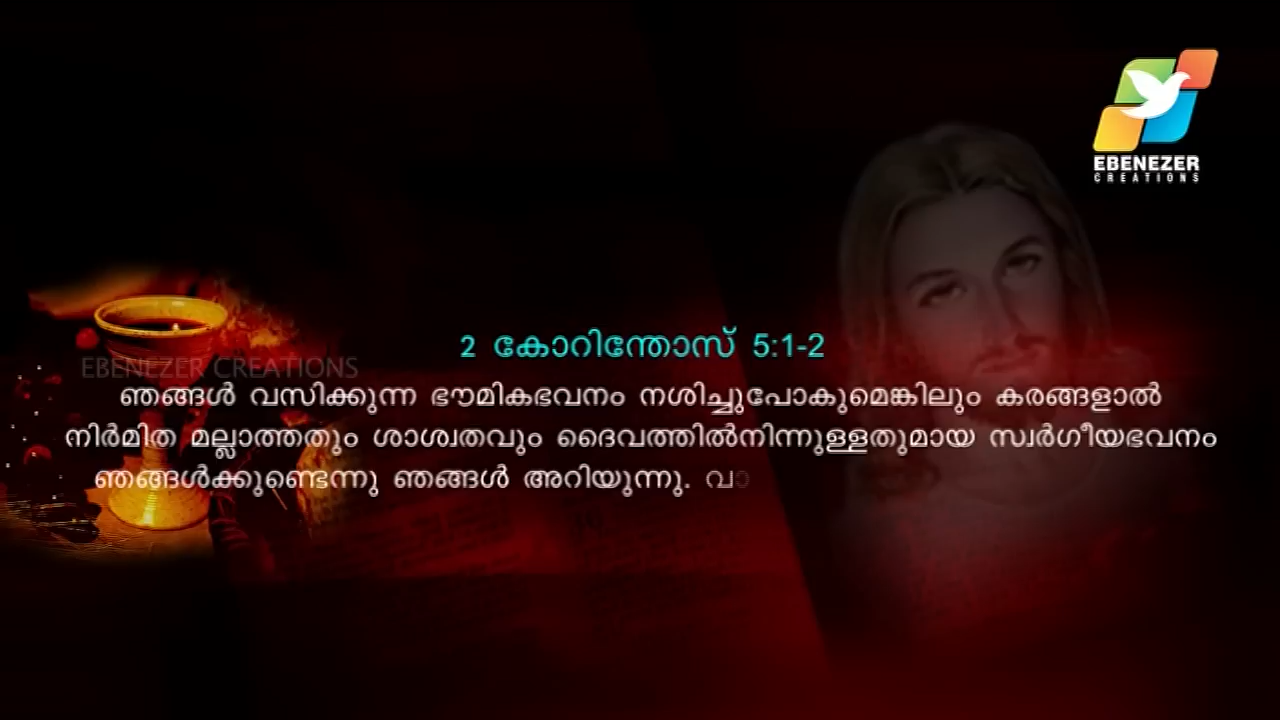 EBENEZER
CREATIONS
2 കോറിന്തോസ് 5:1-2
EBENEZER CREATIONS
ഞങ്ങൾ വസിക്കുന്ന ഭൗമികഭവനം നശിച്ചുപോകുമെങ്കിലും കരങ്ങളാൽ
നിർമിത മല്ലാത്തതും ശാശ്വതവും ദൈവത്തിൽനിന്നുള്ളതുമായ സ്വർഗീയഭവനം
ഞങ്ങൾക്കുണ്ടെന്നു ഞങ്ങൾ അറിയുന്നു. വാ